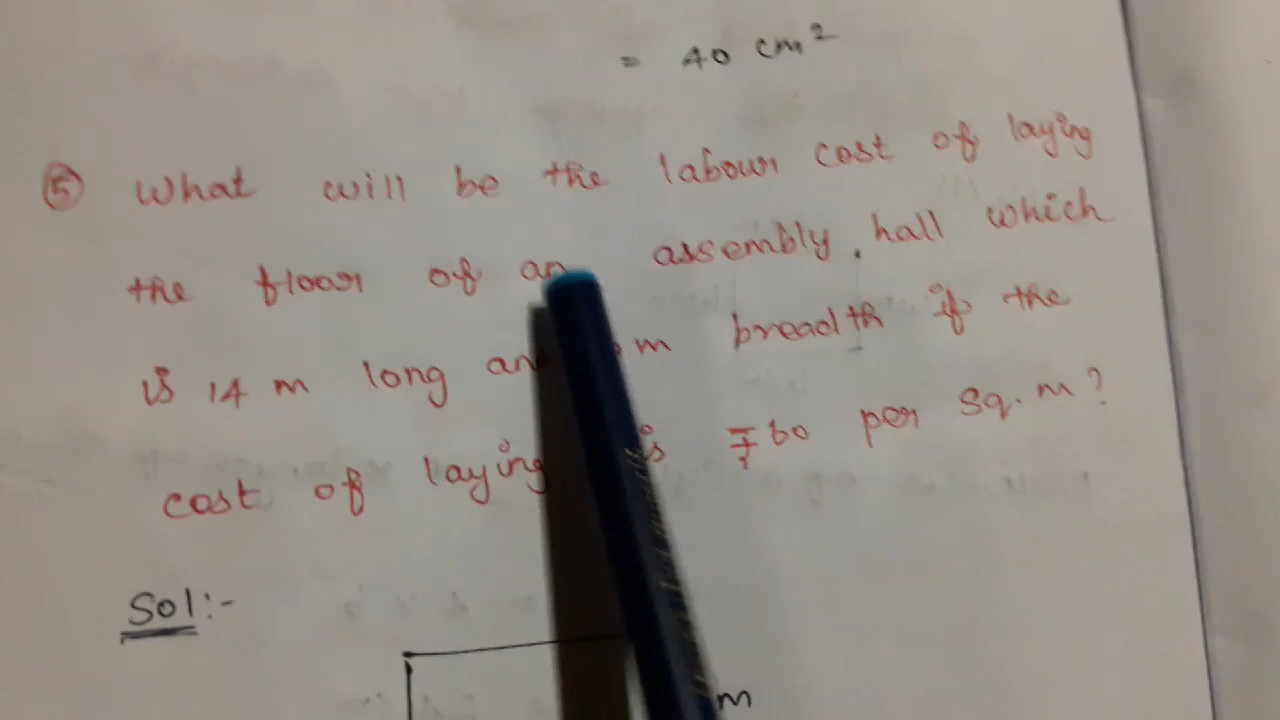 = 40 cm²
⑤ What will be the labour cost of laying
the floor of an assembly hall which
is 14 m long m breadth if the
cost of laying is ₹60 per sq.m?
Sol:-
m